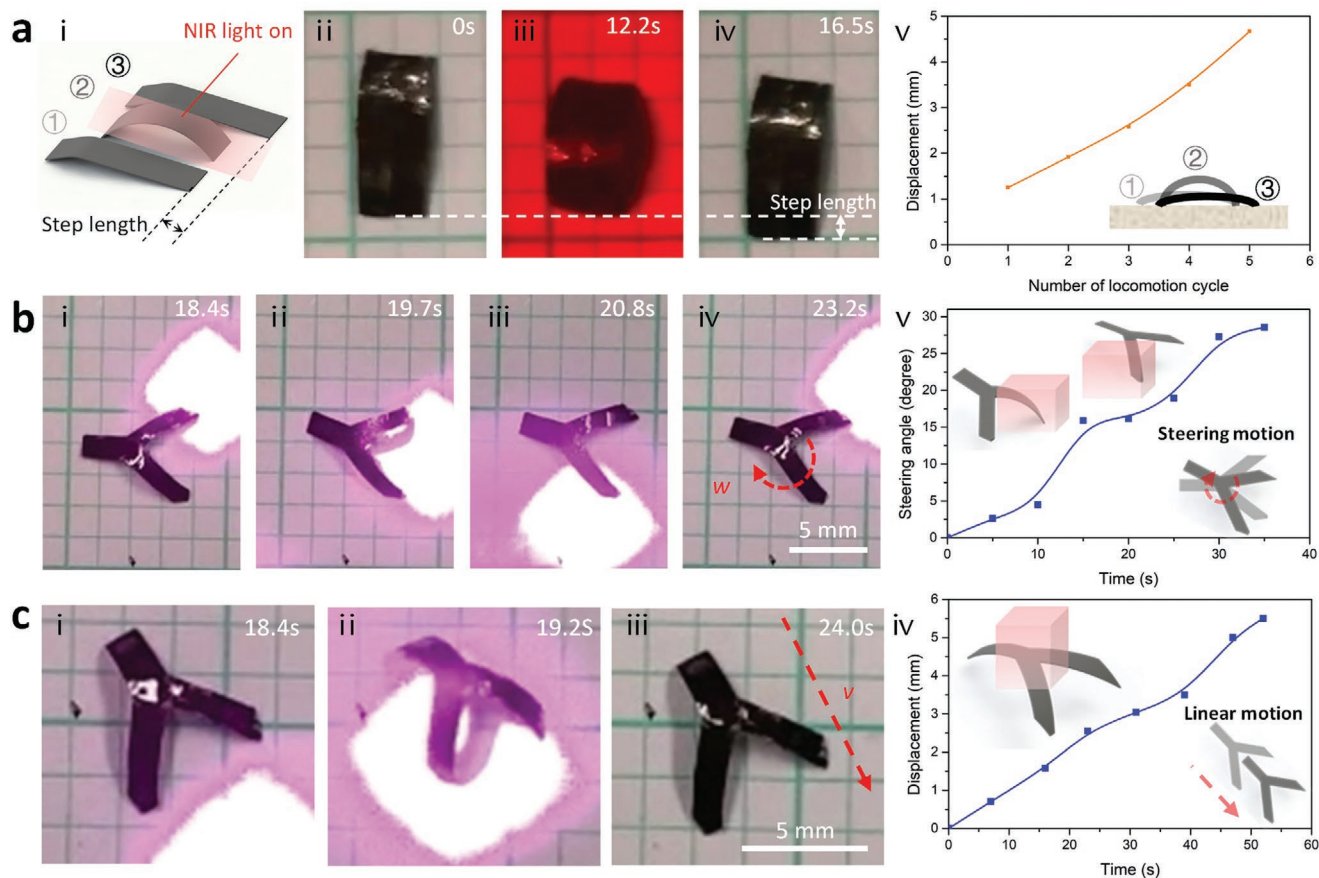 a
i
NIR light on
①
②
③
Step length
ii
0s
iii
12.2s
iv
16.5s
Step length
v
Displacement (mm)
5
4
3
2
1
0
1 2 3 4 5 6
Number of locomotion cycle
①
②
③
b
i
18.4s
ii
19.7s
iii
20.8s
iv
23.2s
w
5 mm
v
Steering angle (degree)
30
25
20
15
10
5
0
0 10 20 30 40
Time (s)
Steering motion
c
i
18.4s
ii
19.2S
iii
24.0s
v
5 mm
iv
Displacement (mm)
6
5
4
3
2
1
0
0 10 20 30 40 50 60
Time (s)
Linear motion